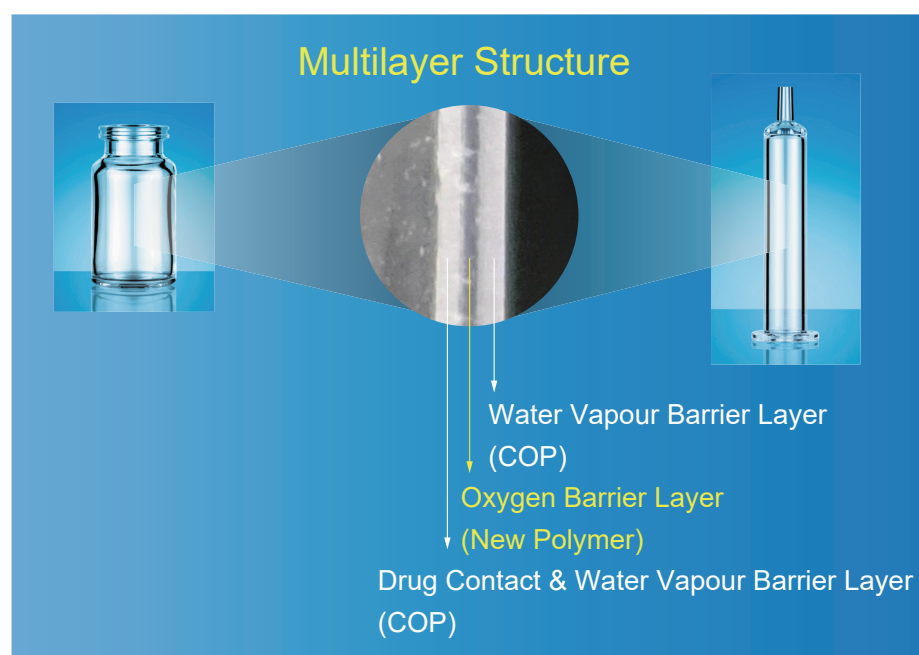 Multilayer Structure
Water Vapour Barrier Layer
(COP)
Oxygen Barrier Layer
(New Polymer)
Drug Contact & Water Vapour Barrier Layer
(COP)